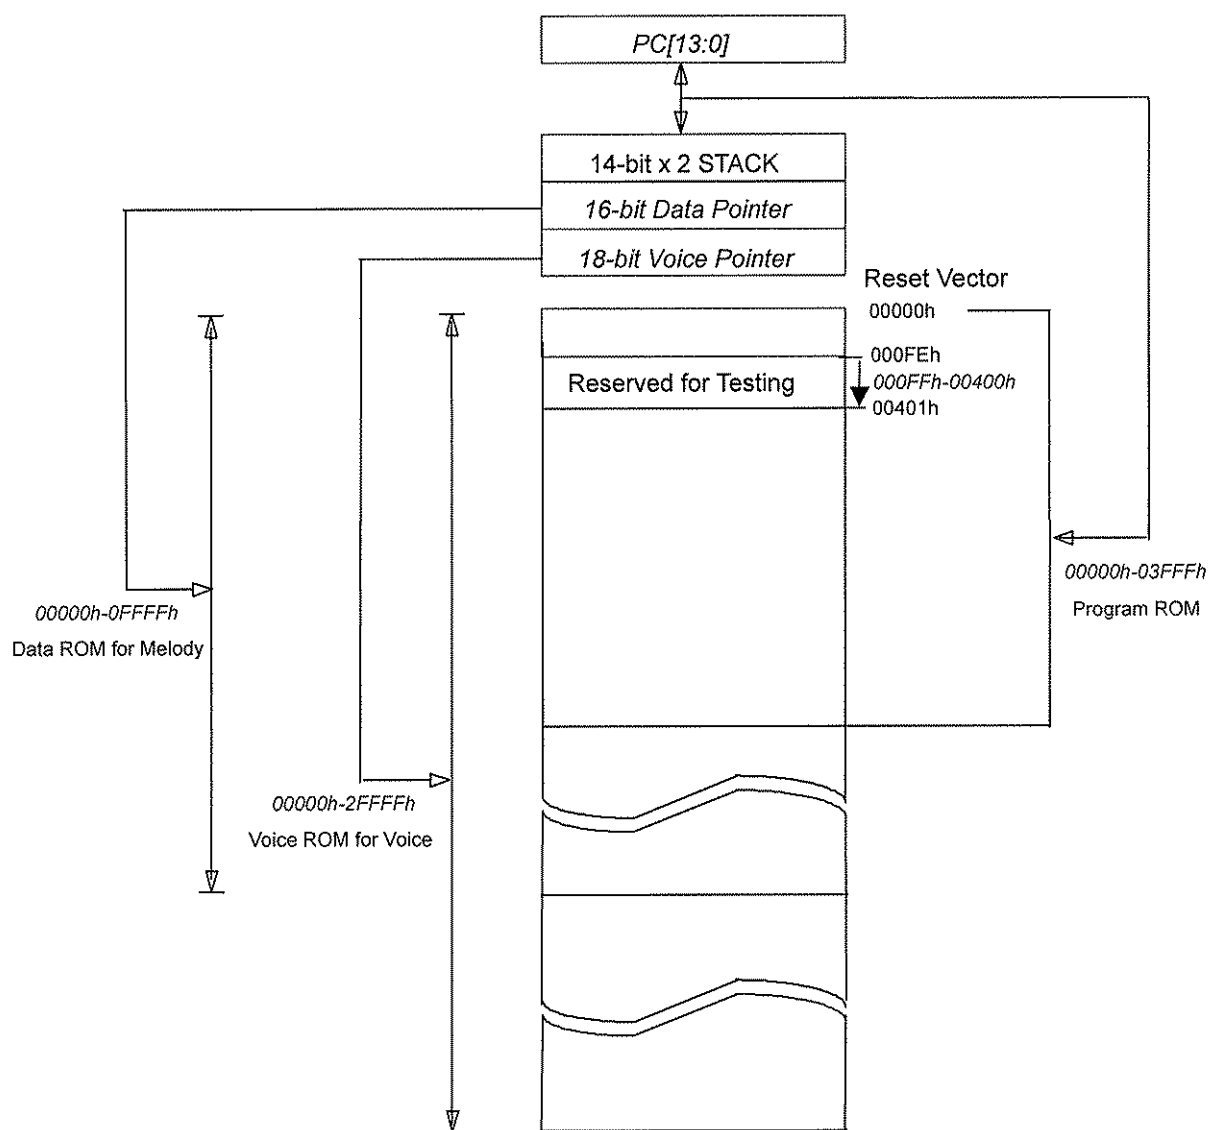 PC[13:0]
14-bit x 2 STACK
16-bit Data Pointer
18-bit Voice Pointer
Reset Vector
00000h
000FEh
Reserved for Testing
000FFh-00400h
00401h
00000h-03FFFh
Program ROM
00000h-0FFFFh
Data ROM for Melody
00000h-2FFFFh
Voice ROM for Voice